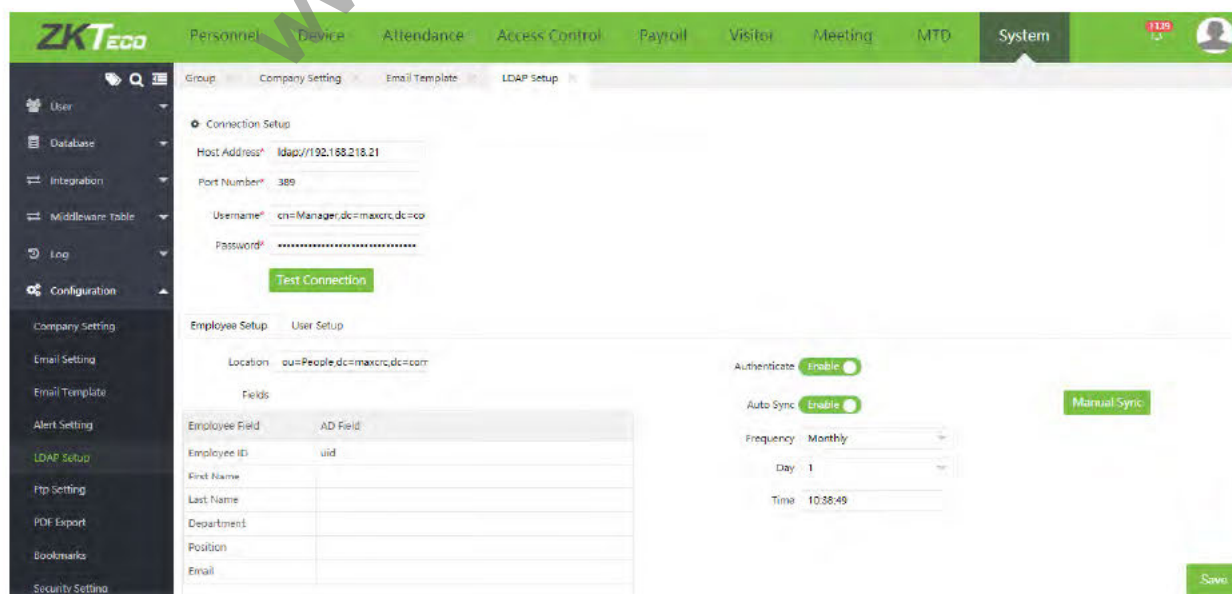 ZKTeco Personnel Device Attendance Access Control Payroll Visitor Meeting MTD System
Group Company Setting Email Template LDAP Setup
User
Database
Integration
Middleware Table
Log
Configuration
Company Setting
Email Setting
Email Template
Alert Setting
LDAP Setup
Ftp Setting
PDF Export
Bookmarks
Security Setting
Connection Setup
Host Address* ldap://192.168.218.21
Port Number* 389
Username* cn=Manager,dc=maxcrc,dc=co
Password* ••••••••••••••••••••••••••••••••
Test Connection
Employee Setup User Setup
Location ou=People,dc=maxcrc,dc=com
Fields
Employee Field AD Field
Employee ID uid
First Name
Last Name
Department
Position
Email
Authenticate Enable
Auto Sync Enable
Manual Sync
Frequency Monthly
Day 1
Time 10:38:49
Save